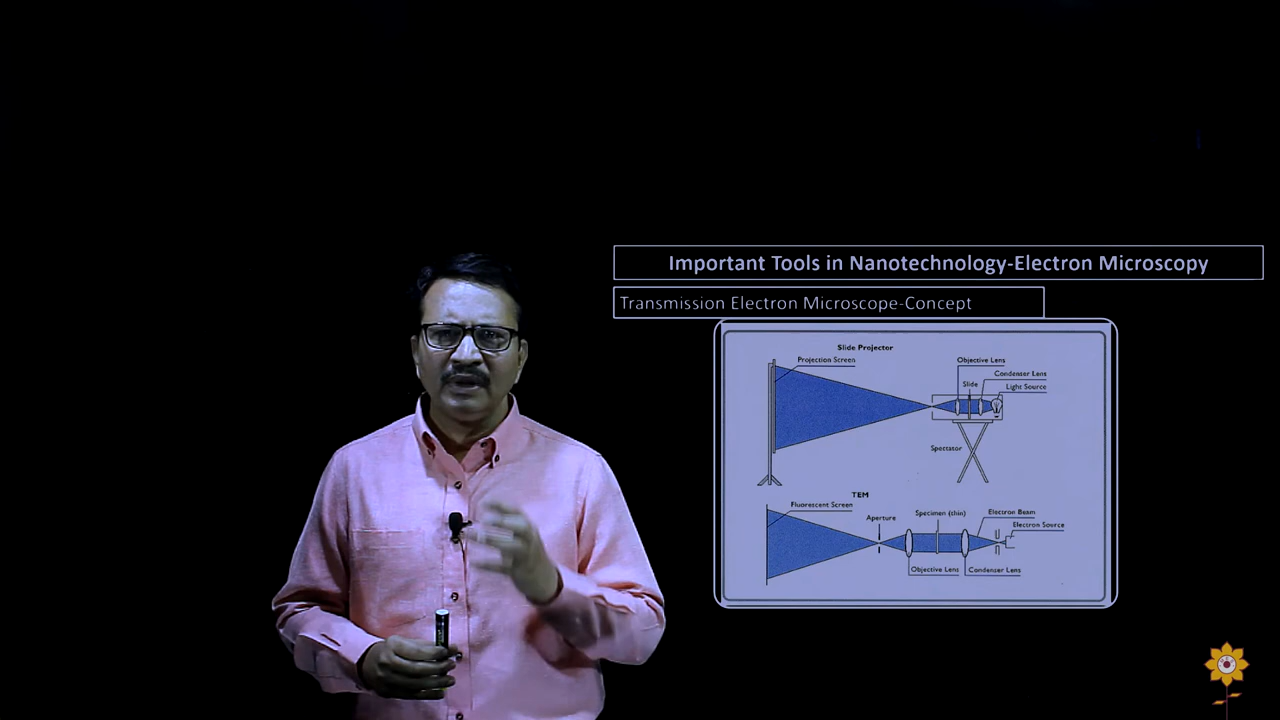 Important Tools in Nanotechnology-Electron Microscopy
Transmission Electron Microscope-Concept
Slide Projector
Projection Screen
Objective Lens
Condenter Lens
Slide
Light Source
Spectator
TEM
Fluorescent Screen
Aperture
Specimen (thin)
Electron Beam
Electron Source
Objective Lens
Condenser Lens